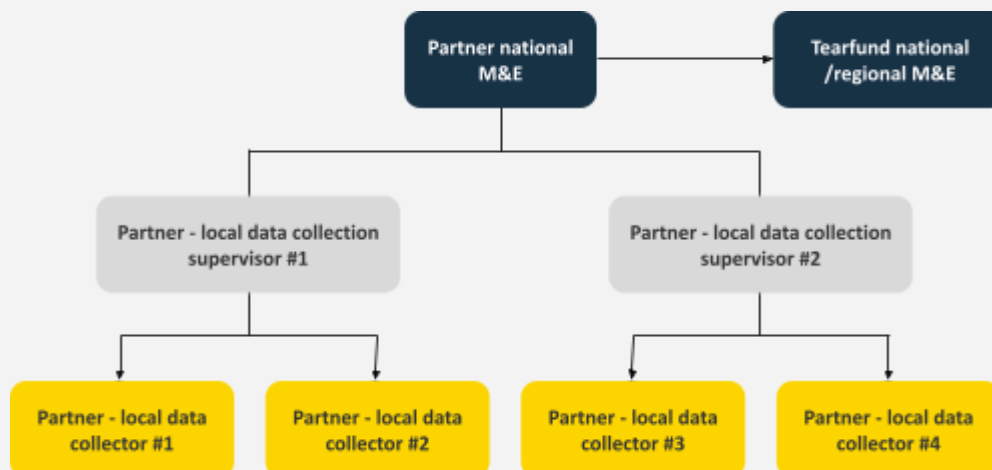 Partner national
M&E
Tearfund national
/regional M&E
Partner - local data collection
supervisor #1
Partner - local data collection
supervisor #2
Partner - local data
collector #1
Partner - local data
collector #2
Partner - local data
collector #3
Partner - local data
collector #4